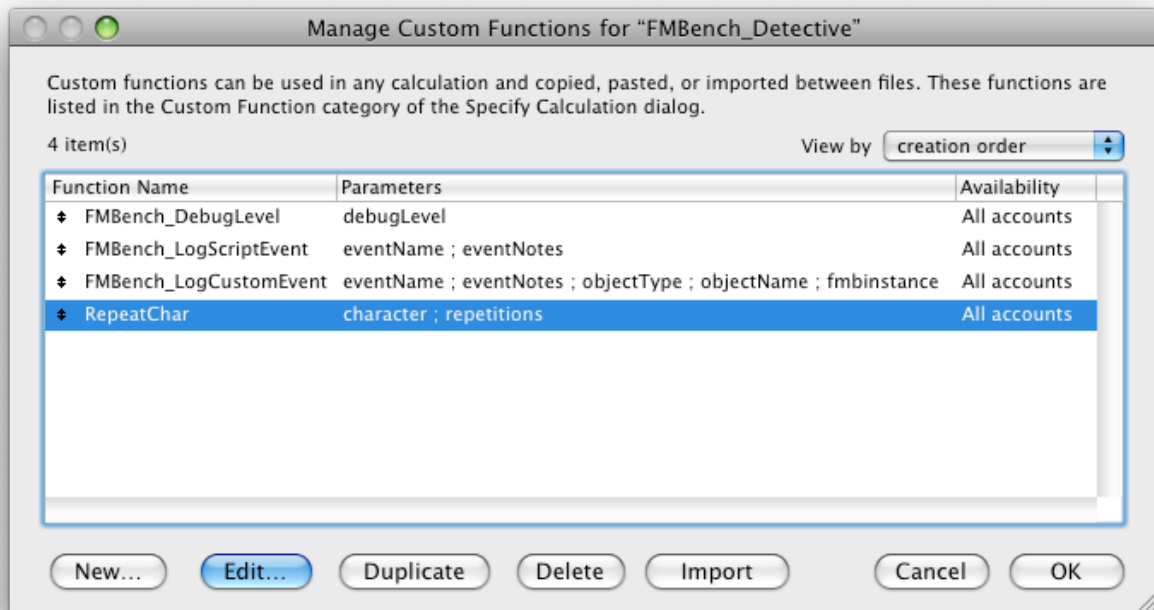 Manage Custom Functions for “FMBench_Detective”
Custom functions can be used in any calculation and copied, pasted, or imported between files. These functions are
listed in the Custom Function category of the Specify Calculation dialog.
4 item(s) View by creation order
Function Name Parameters Availability
FMBench_DebugLevel debugLevel All accounts
FMBench_LogScriptEvent eventName ; eventNotes All accounts
FMBench_LogCustomEvent eventName ; eventNotes ; objectType ; objectName ; fmbinstance All accounts
RepeatChar character ; repetitions All accounts
New... Edit... Duplicate Delete Import Cancel OK